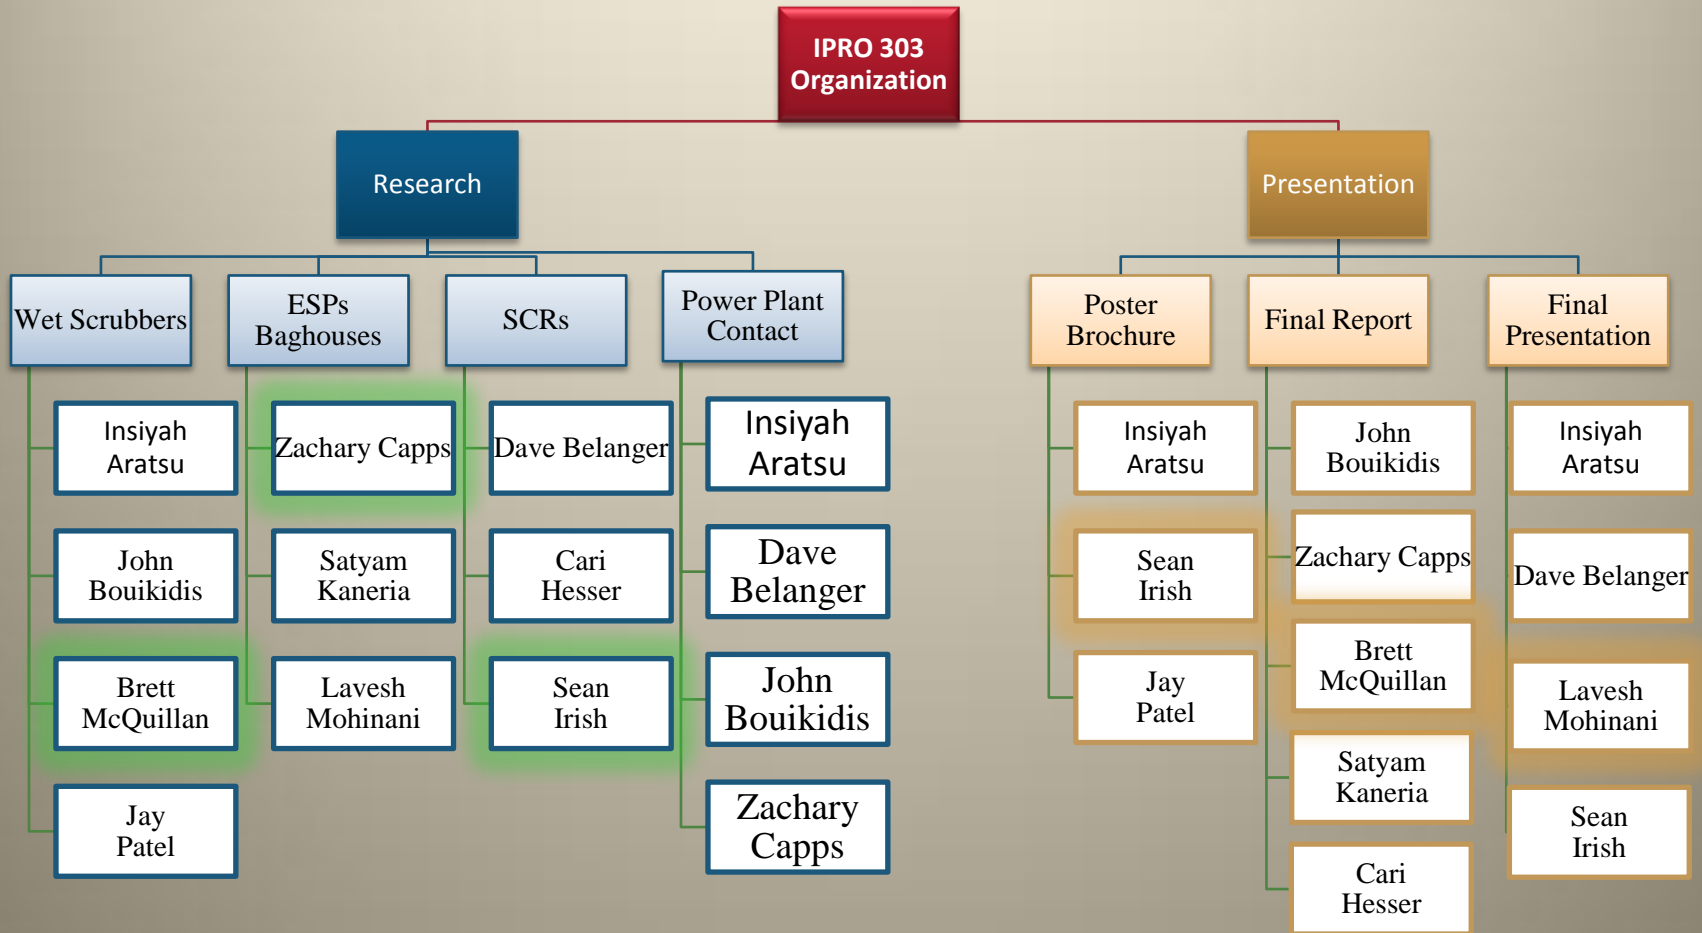 IPRO 303
Organization
Research
Presentation
Wet Scrubbers
ESPs
Baghouses
SCRs
Power Plant
Contact
Poster
Brochure
Final Report
Final
Presentation
Insiyah
Aratsu
John
Bouikidis
Brett
McQuillan
Jay
Patel
Zachary Capps
Satyam
Kaneria
Lavesh
Mohinani
Dave Belanger
Cari
Hesser
Sean
Irish
Insiyah
Aratsu
Dave
Belanger
John
Bouikidis
Zachary
Capps
Insiyah
Aratsu
Sean
Irish
Jay
Patel
John
Bouikidis
Zachary Capps
Brett
McQuillan
Satyam
Kaneria
Cari
Hesser
Insiyah
Aratsu
Dave Belanger
Lavesh
Mohinani
Sean
Irish